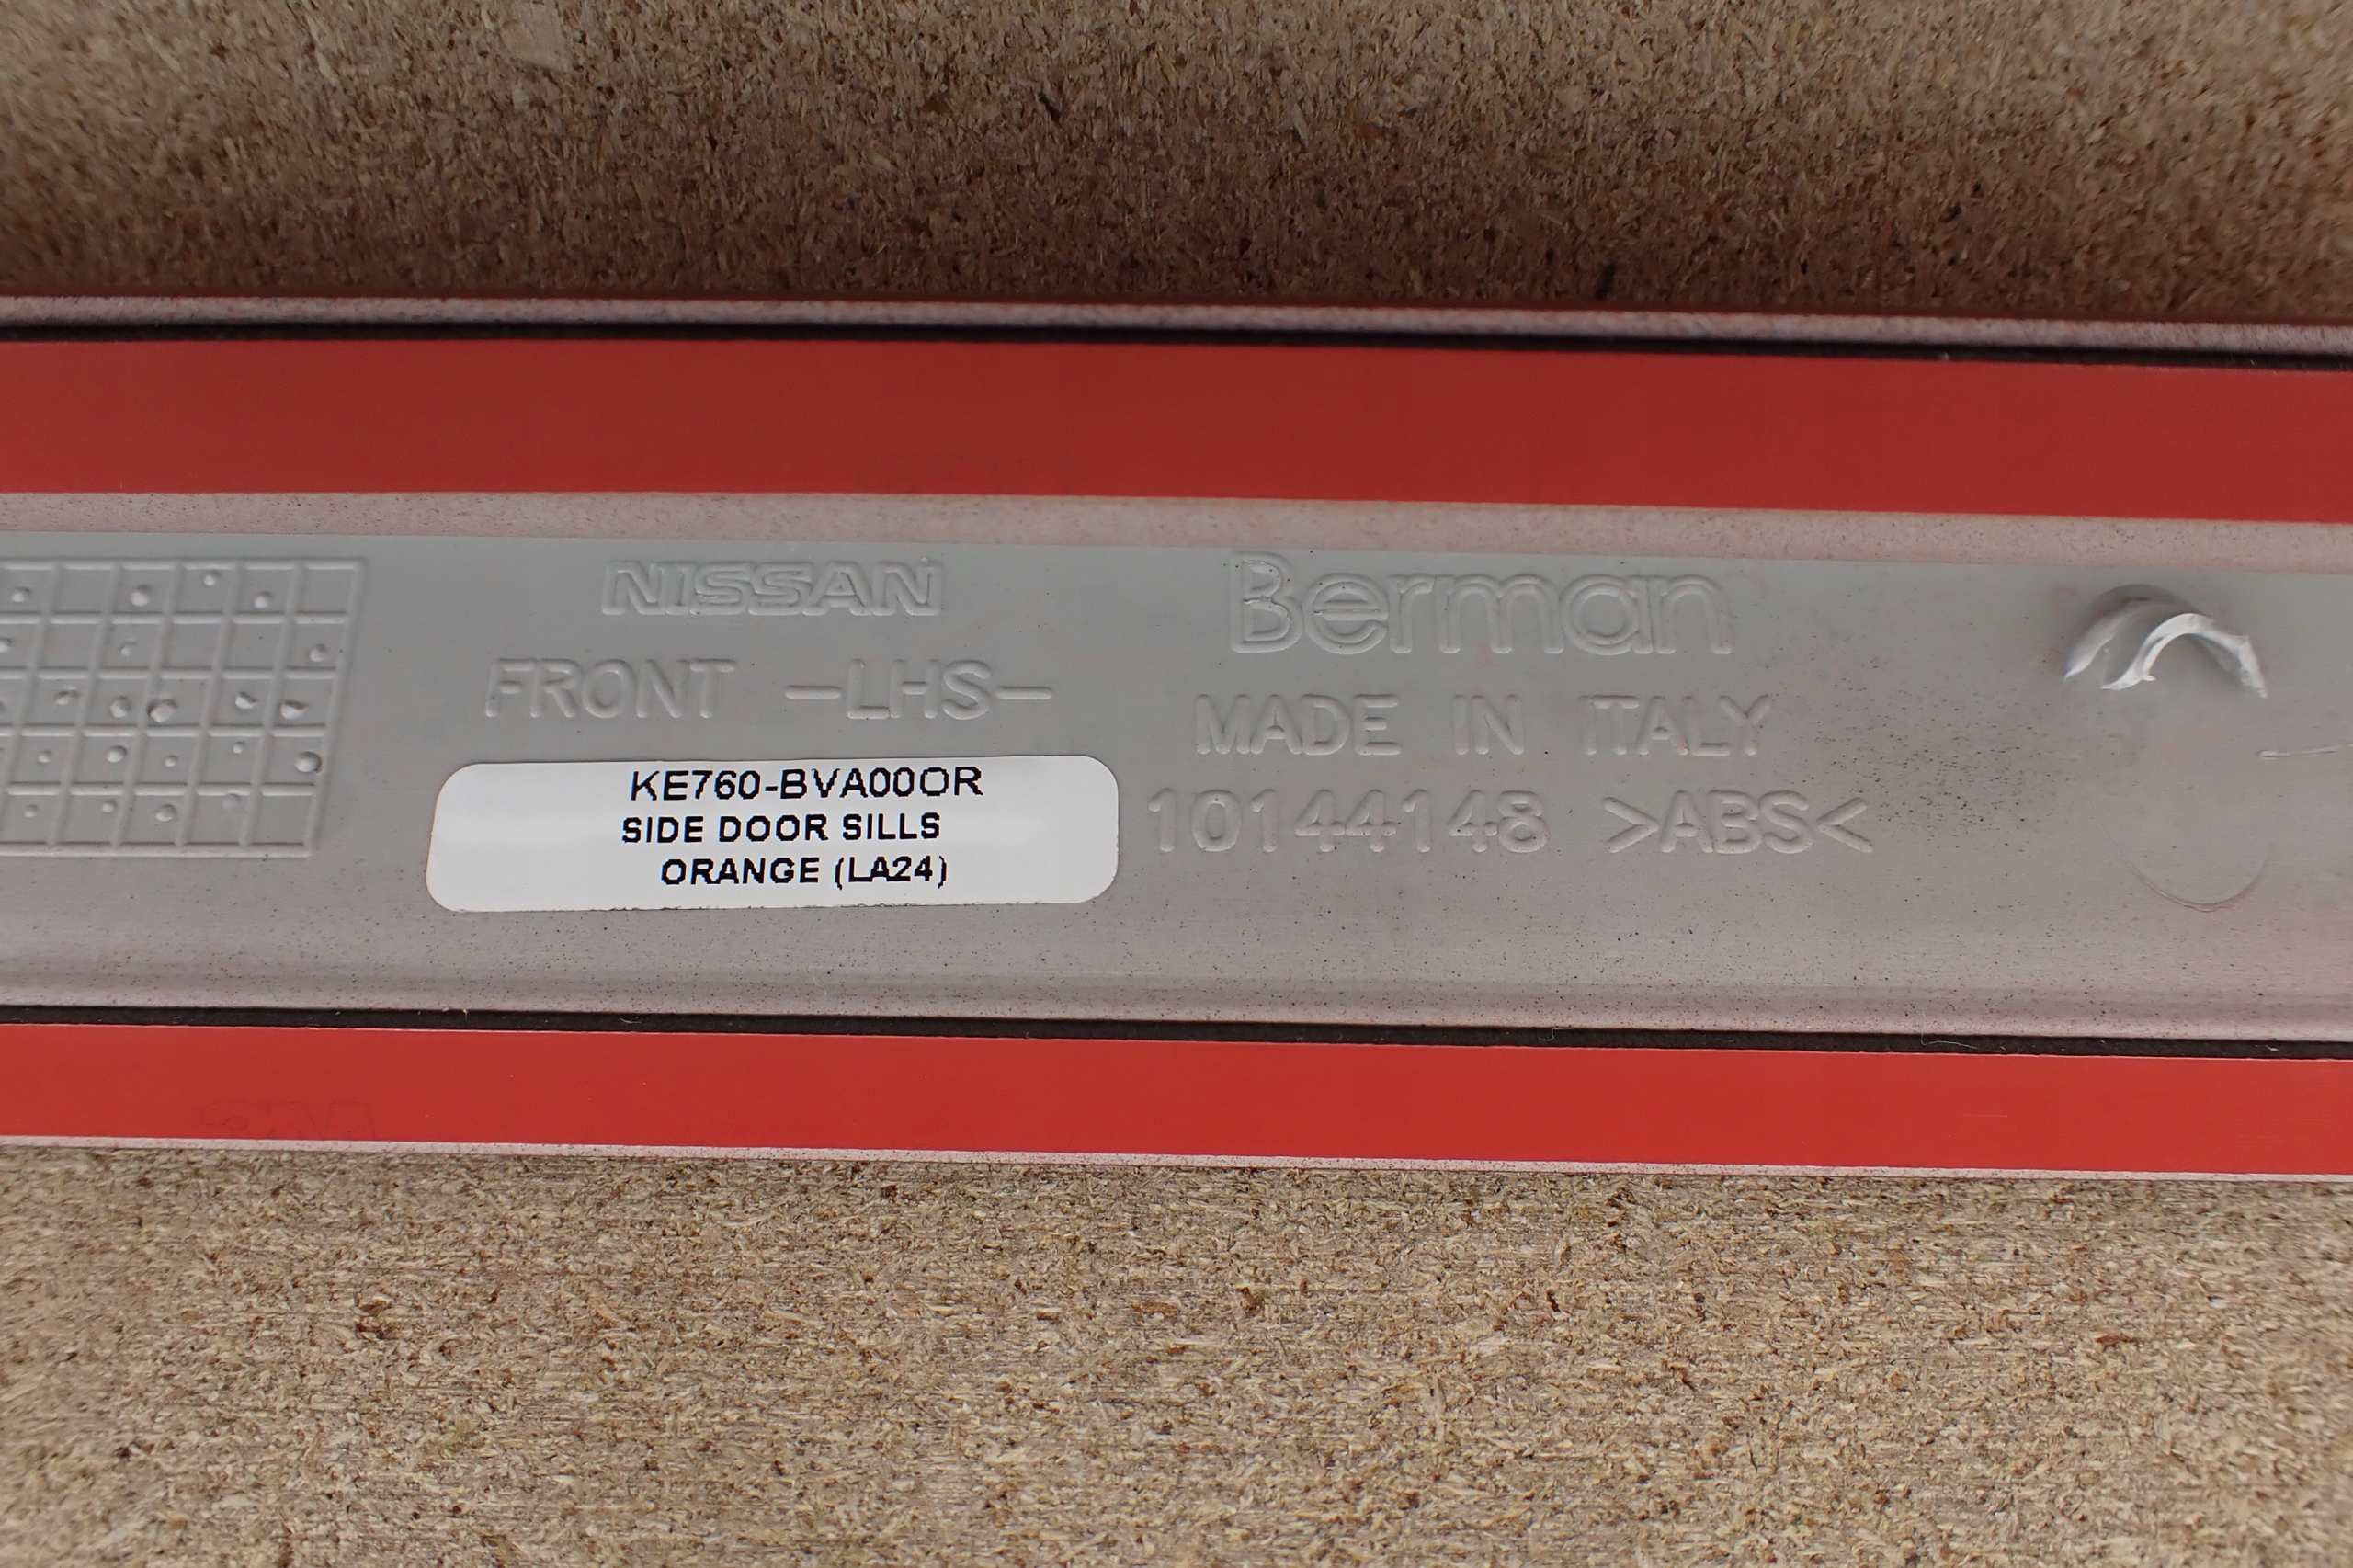 NISSAN
FRONT -LHS-
KE760-BVA00OR
SIDE DOOR SILLS
ORANGE (LA24)
Berman
MADE IN ITALY
10144148 >ABS<